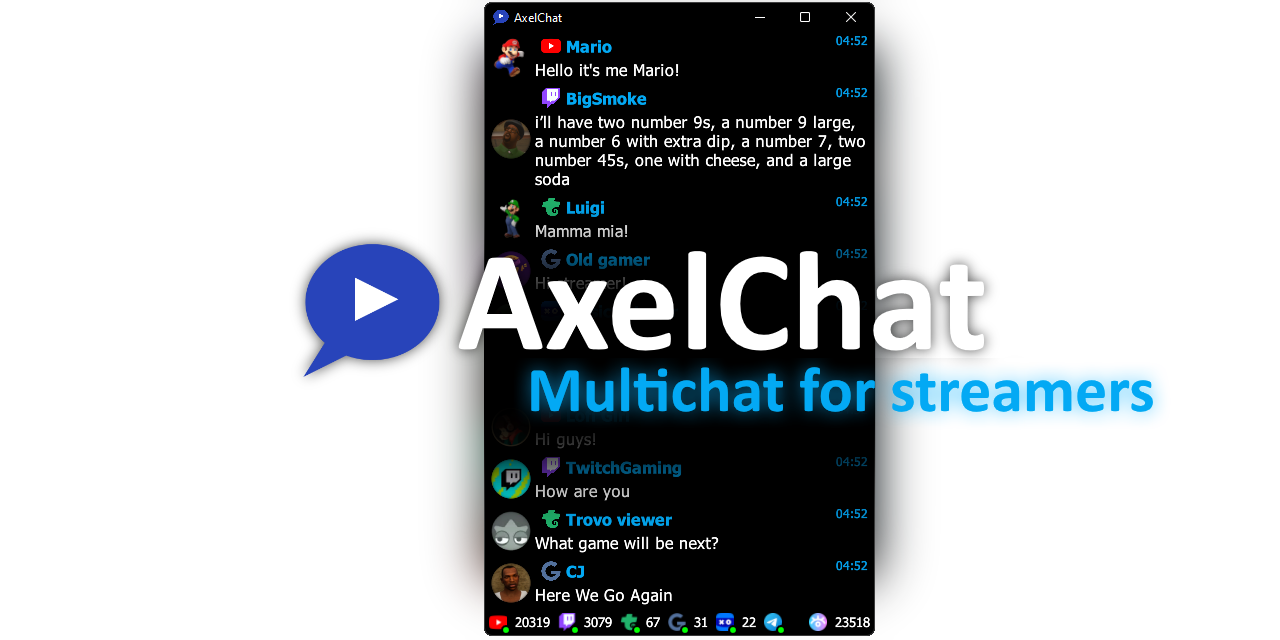 AxelChat
Mario 04:52
Hello it's me Mario!
BigSmoke 04:52
i’ll have two number 9s, a number 9 large,
a number 6 with extra dip, a number 7, two
number 45s, one with cheese, and a large
soda
Luigi 04:52
Mamma mia!
Old gamer 04:52
Hi streamer!
AxelChat
Multichat for streamers
Hi guys!
TwitchGaming 04:52
How are you
Trovo viewer 04:52
What game will be next?
CJ 04:52
Here We Go Again
20319 3079 67 31 22 23518